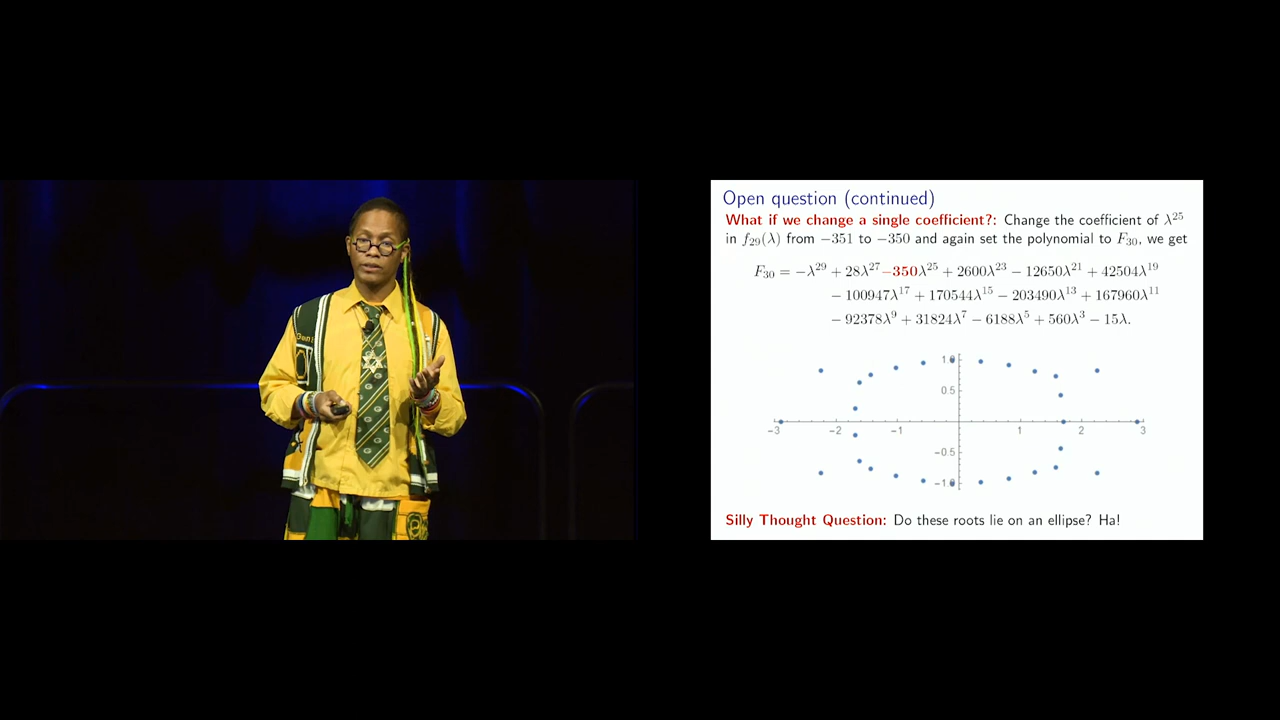 Open question (continued)
What if we change a single coefficient?: Change the coefficient of λ²⁵
in f₂₉(λ) from −351 to −350 and again set the polynomial to F₃₀, we get
F₃₀ = −λ²⁹ + 28λ²⁷−350λ²⁵ + 2600λ²³ − 12650λ²¹ + 42504λ¹⁹
− 100947λ¹⁷ + 170544λ¹⁵ − 203490λ¹³ + 167960λ¹¹
− 92378λ⁹ + 31824λ⁷ − 6188λ⁵ + 560λ³ − 15λ.
1.0
0.5
−3 −2 −1 1 2 3
−0.5
−1.0
Silly Thought Question: Do these roots lie on an ellipse? Ha!